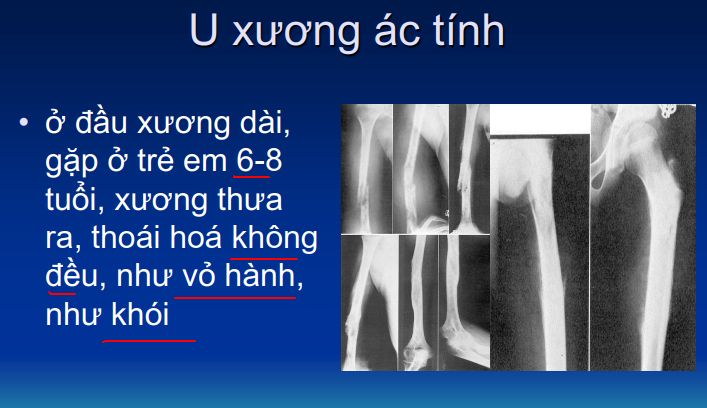 U xương ác tính
• ở đầu xương dài,
gặp ở trẻ em 6-8
tuổi, xương thưa
ra, thoái hoá không
đều, như vỏ hành,
như khói